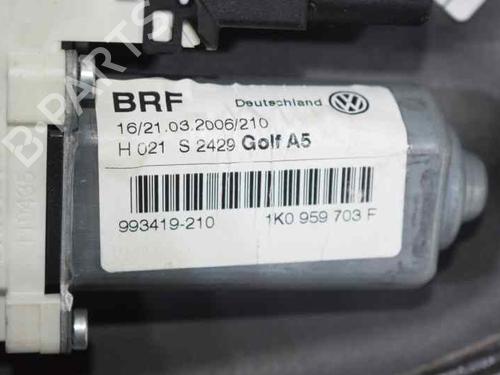 B-PARTS
BRF Deutschland
16/21.03.2006/210
H 021 S 2429 Golf A5
993419-210 1K0 959 703 F